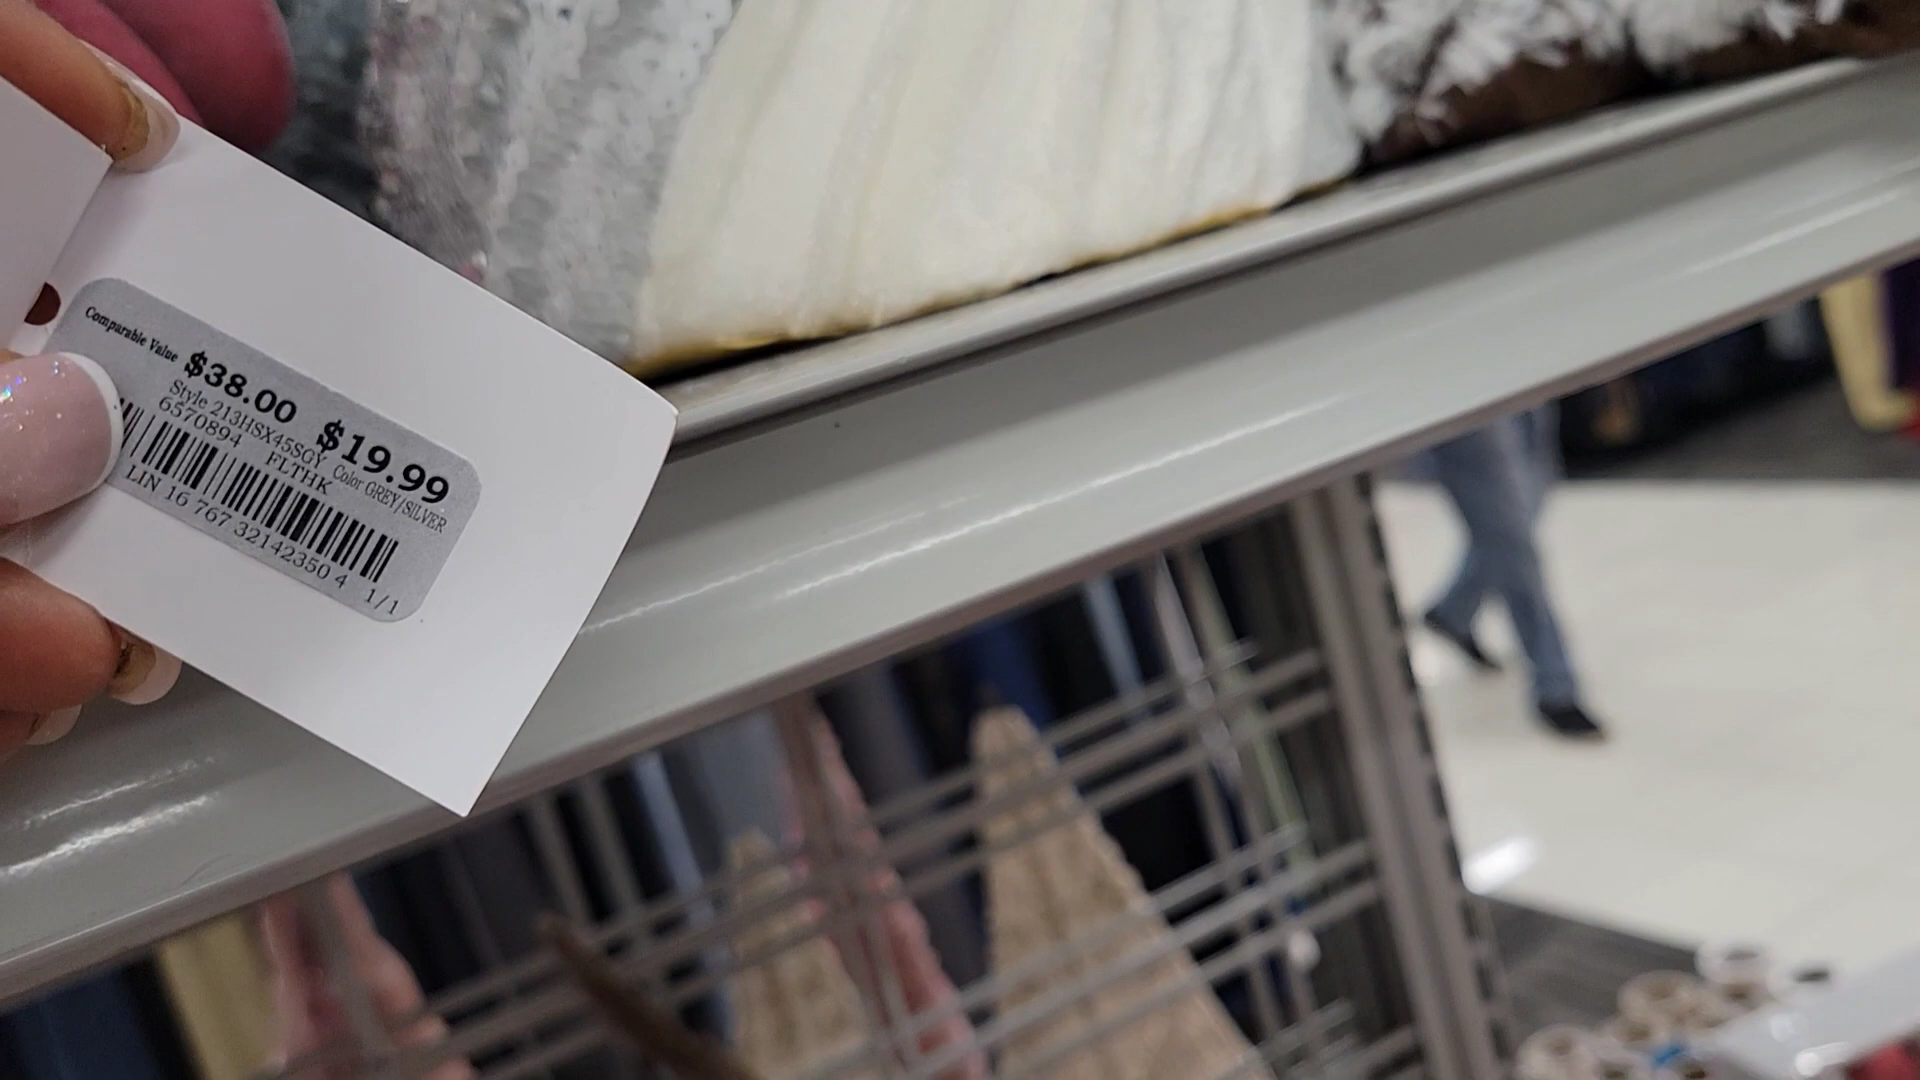 Comparable Value $38.00 $19.99
Style 213HSX45SGY Color GREY/SILVER
6570894 FLTHK
LIN 16 767 32142350 4 1/1